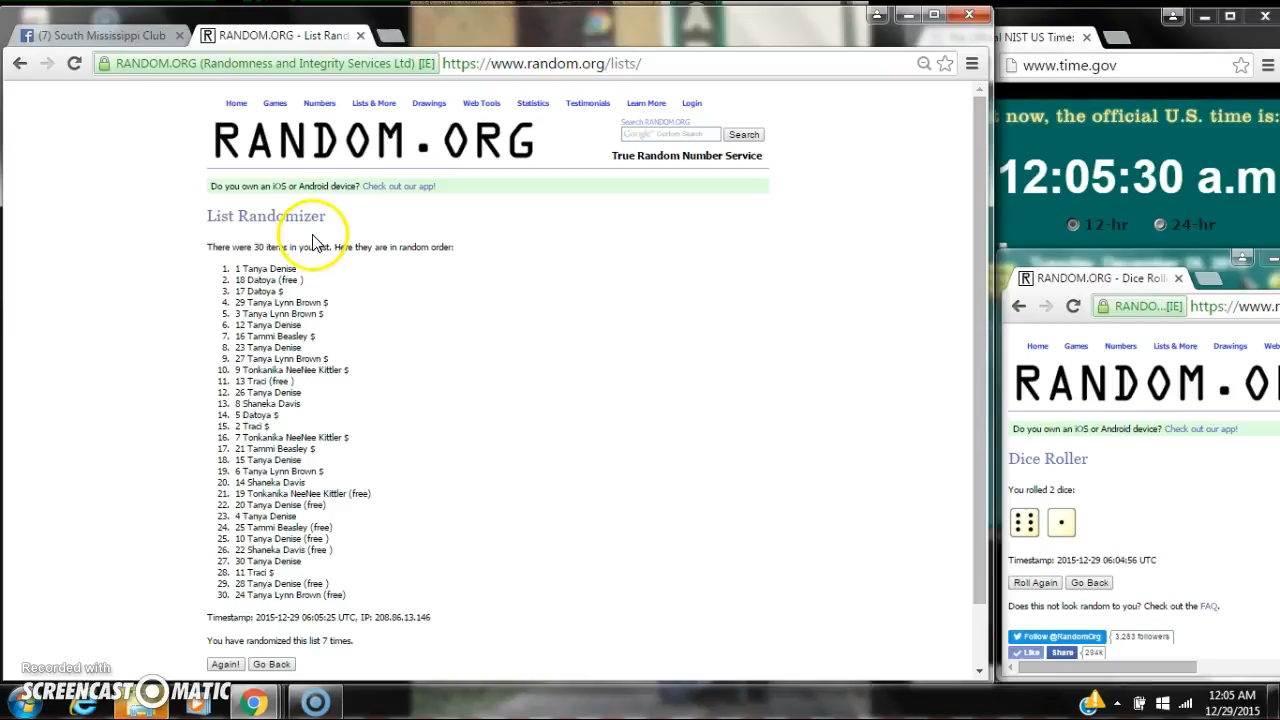 (7) South Mississippi Club
RANDOM.ORG - List Rand
RANDOM.ORG (Randomness and Integrity Services Ltd) [IE]
https://www.random.org/lists/
Home Games Numbers Lists & More Drawings Web Tools Statistics Testimonials Learn More Login
RANDOM.ORG
Search RANDOM.ORG
Google Custom Search
Search
True Random Number Service
Do you own an iOS or Android device? Check out our app!
List Randomizer
There were 30 items in your list. Here they are in random order:
1. 1 Tanya Denise
2. 18 Datoya (free )
3. 17 Datoya $
4. 29 Tanya Lynn Brown $
5. 3 Tanya Lynn Brown $
6. 12 Tanya Denise
7. 16 Tammi Beasley $
8. 23 Tanya Denise
9. 27 Tanya Lynn Brown $
10. 9 Tonkanika NeeNee Kittler $
11. 13 Traci (free )
12. 26 Tanya Denise
13. 8 Shaneka Davis
14. 5 Datoya $
15. 2 Traci $
16. 7 Tonkanika NeeNee Kittler $
17. 21 Tammi Beasley $
18. 15 Tanya Denise
19. 6 Tanya Lynn Brown $
20. 14 Shaneka Davis
21. 19 Tonkanika NeeNee Kittler (free)
22. 20 Tanya Denise (free)
23. 4 Tanya Denise
24. 25 Tammi Beasley (free)
25. 10 Tanya Denise (free )
26. 22 Shaneka Davis (free )
27. 30 Tanya Denise
28. 11 Traci $
29. 28 Tanya Denise (free )
30. 24 Tanya Lynn Brown (free)
Timestamp: 2015-12-29 06:05:25 UTC, IP: 208.86.13.146
You have randomized this list 7 times.
Again! Go Back
al NIST US Time:
www.time.gov
t now, the official U.S. time is:
12:05:30 a.m
12-hr 24-hr
RANDOM.ORG - Dice Roll
RANDO...[IE]
https://www.r
Home Games Numbers Lists & More Drawings Web
RANDOM.O
Do you own an iOS or Android device? Check out our app!
Dice Roller
You rolled 2 dice:
Timestamp: 2015-12-29 06:04:56 UTC
Roll Again Go Back
Does this not look random to you? Check out the FAQ.
Follow @RandomOrg 3,283 followers
Like Share 284k
Recorded with
SCREENCAST MATIC
12:05 AM
12/29/2015